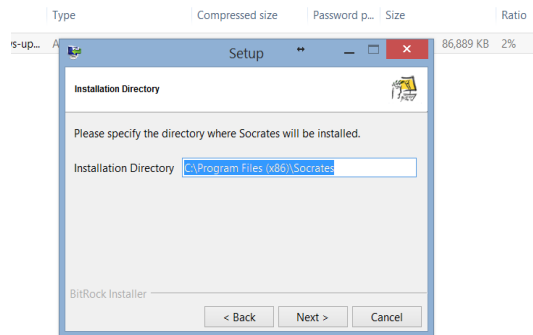 Type Compressed size Password p... Size Ratio
s-up... A 86,889 KB 2%
Setup
Installation Directory
Please specify the directory where Socrates will be installed.
Installation Directory C:\Program Files (x86)\Socrates
BitRock Installer
< Back Next > Cancel